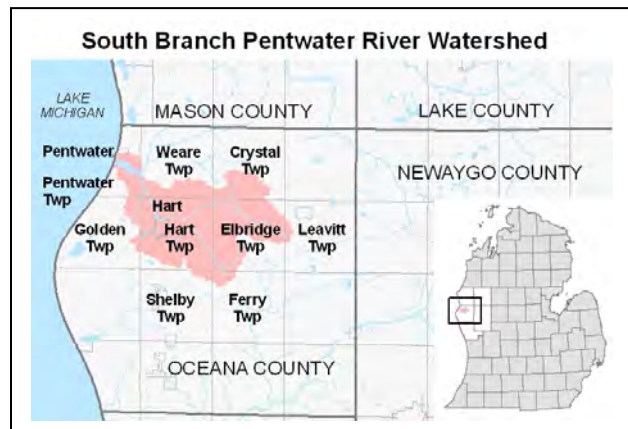 South Branch Pentwater River Watershed
LAKE
MICHIGAN
MASON COUNTY
LAKE COUNTY
Pentwater
Weare
Twp
Crystal
Twp
NEWAYGO COUNTY
Pentwater
Twp
Hart
Golden
Twp
Hart
Twp
Elbridge
Twp
Leavitt
Twp
Shelby
Twp
Ferry
Twp
OCEANA COUNTY